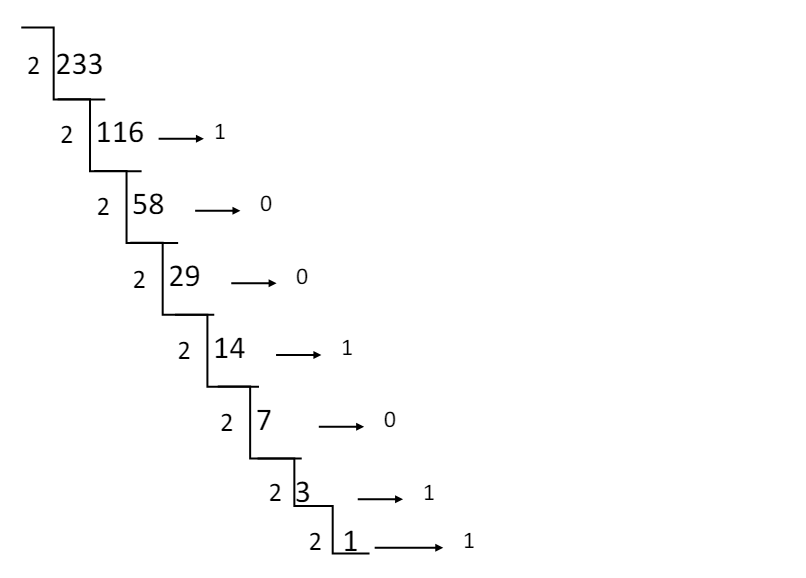 2 233
2 116 → 1
2 58 → 0
2 29 → 0
2 14 → 1
2 7 → 0
2 3 → 1
2 1 → 1